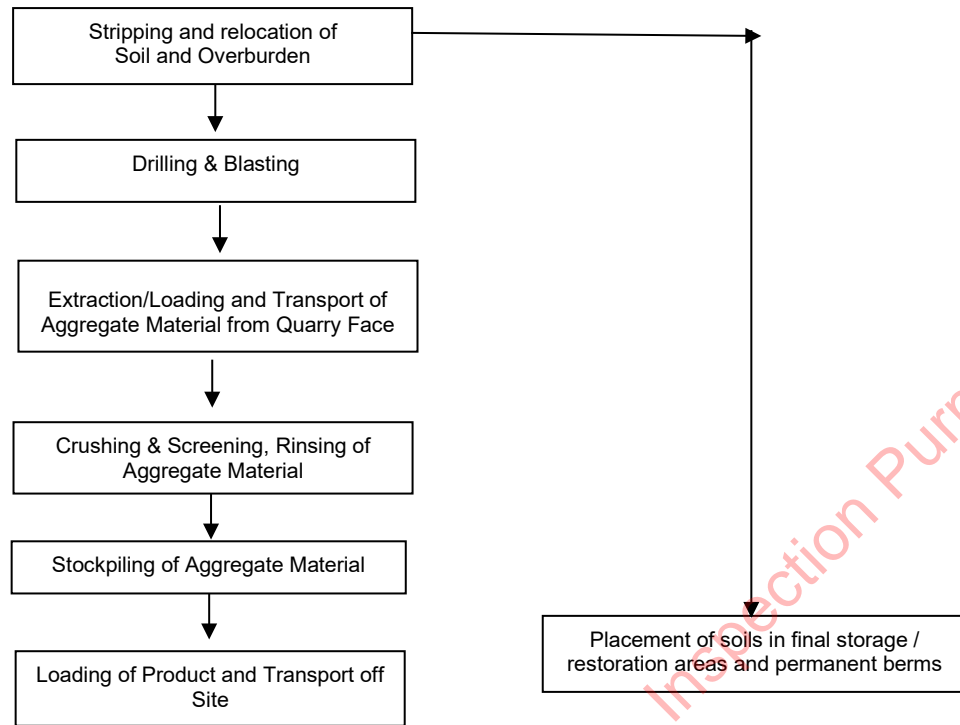 Stripping and relocation of
Soil and Overburden
Drilling & Blasting
Extraction/Loading and Transport of
Aggregate Material from Quarry Face
Crushing & Screening, Rinsing of
Aggregate Material
Stockpiling of Aggregate Material
Loading of Product and Transport off
Site
Placement of soils in final storage /
restoration areas and permanent berms
Inspection